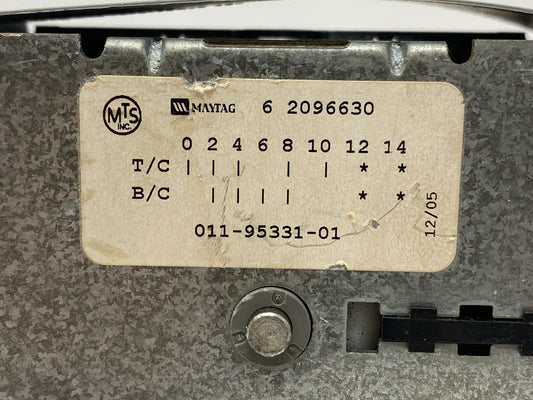 MTS INC. MAYTAG 6 2096630
0 2 4 6 8 10 12 14
T/C | | | | | * *
B/C | | | | | * *
011-95331-01
12/05